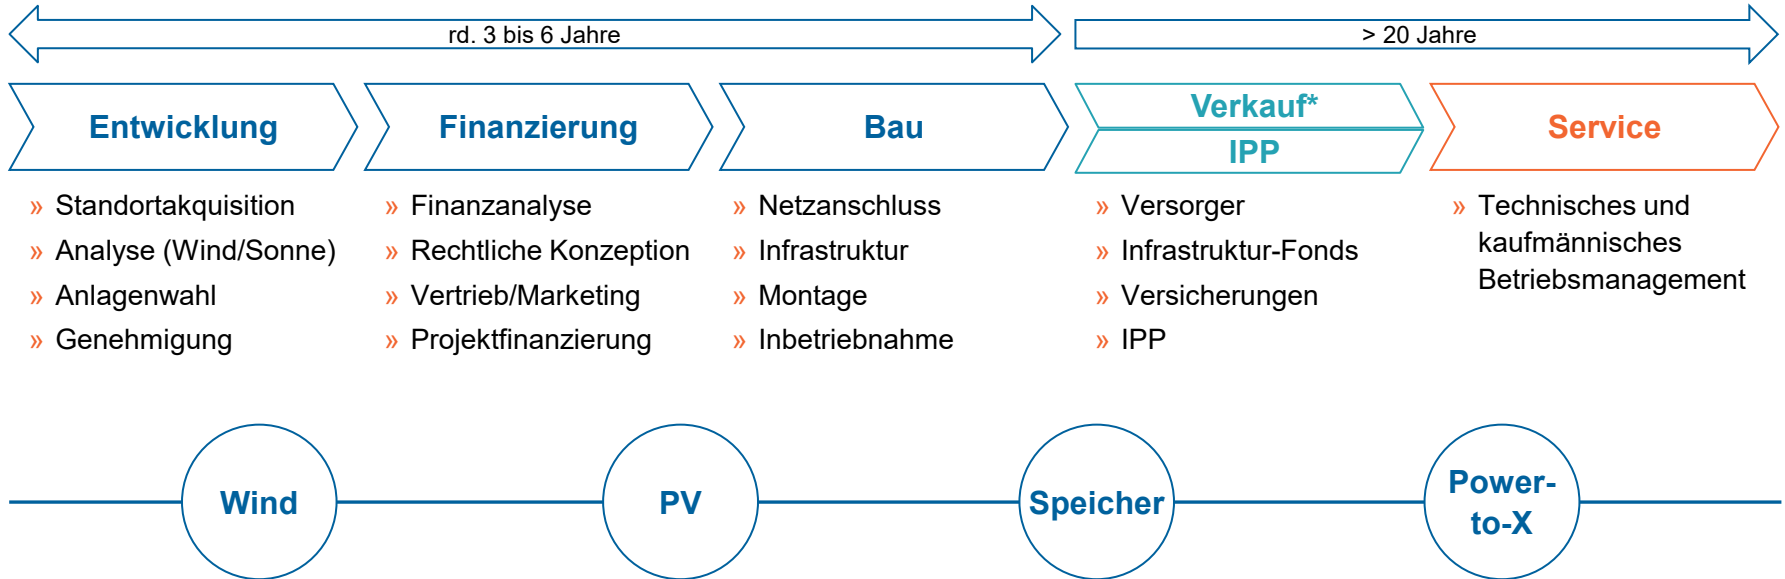 rd. 3 bis 6 Jahre
> 20 Jahre
Entwicklung
Finanzierung
Bau
Verkauf*
IPP
Service
» Standortakquisition
» Analyse (Wind/Sonne)
» Anlagenwahl
» Genehmigung
» Finanzanalyse
» Rechtliche Konzeption
» Vertrieb/Marketing
» Projektfinanzierung
» Netzanschluss
» Infrastruktur
» Montage
» Inbetriebnahme
» Versorger
» Infrastruktur-Fonds
» Versicherungen
» IPP
» Technisches und
kaufmännisches
Betriebsmanagement
Wind
PV
Speicher
Power-
to-X